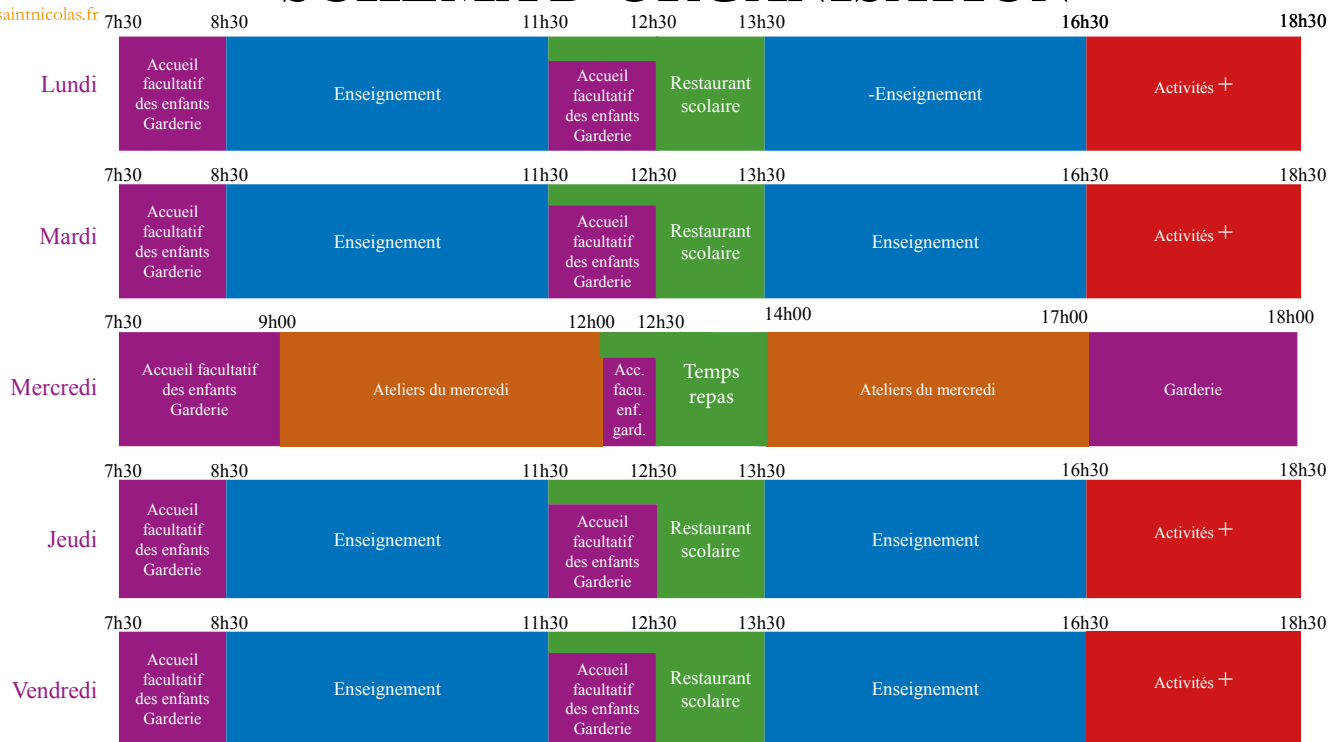 SCHEMA D'ORGANISATION
saintnicolas.fr
7h30 8h30 11h30 12h30 13h30 16h30 18h30
Lundi
Accueil
facultatif
des enfants
Garderie
Enseignement
Accueil
facultatif
des enfants
Garderie
Restaurant
scolaire
-Enseignement
Activités +
7h30 8h30 11h30 12h30 13h30 16h30 18h30
Mardi
Accueil
facultatif
des enfants
Garderie
Enseignement
Accueil
facultatif
des enfants
Garderie
Restaurant
scolaire
Enseignement
Activités +
7h30 9h00 12h00 12h30 14h00 17h00 18h00
Mercredi
Accueil facultatif
des enfants
Garderie
Ateliers du mercredi
Acc.
facu.
enf.
gard.
Temps
repas
Ateliers du mercredi
Garderie
7h30 8h30 11h30 12h30 13h30 16h30 18h30
Jeudi
Accueil
facultatif
des enfants
Garderie
Enseignement
Accueil
facultatif
des enfants
Garderie
Restaurant
scolaire
Enseignement
Activités +
7h30 8h30 11h30 12h30 13h30 16h30 18h30
Vendredi
Accueil
facultatif
des enfants
Garderie
Enseignement
Accueil
facultatif
des enfants
Garderie
Restaurant
scolaire
Enseignement
Activités +